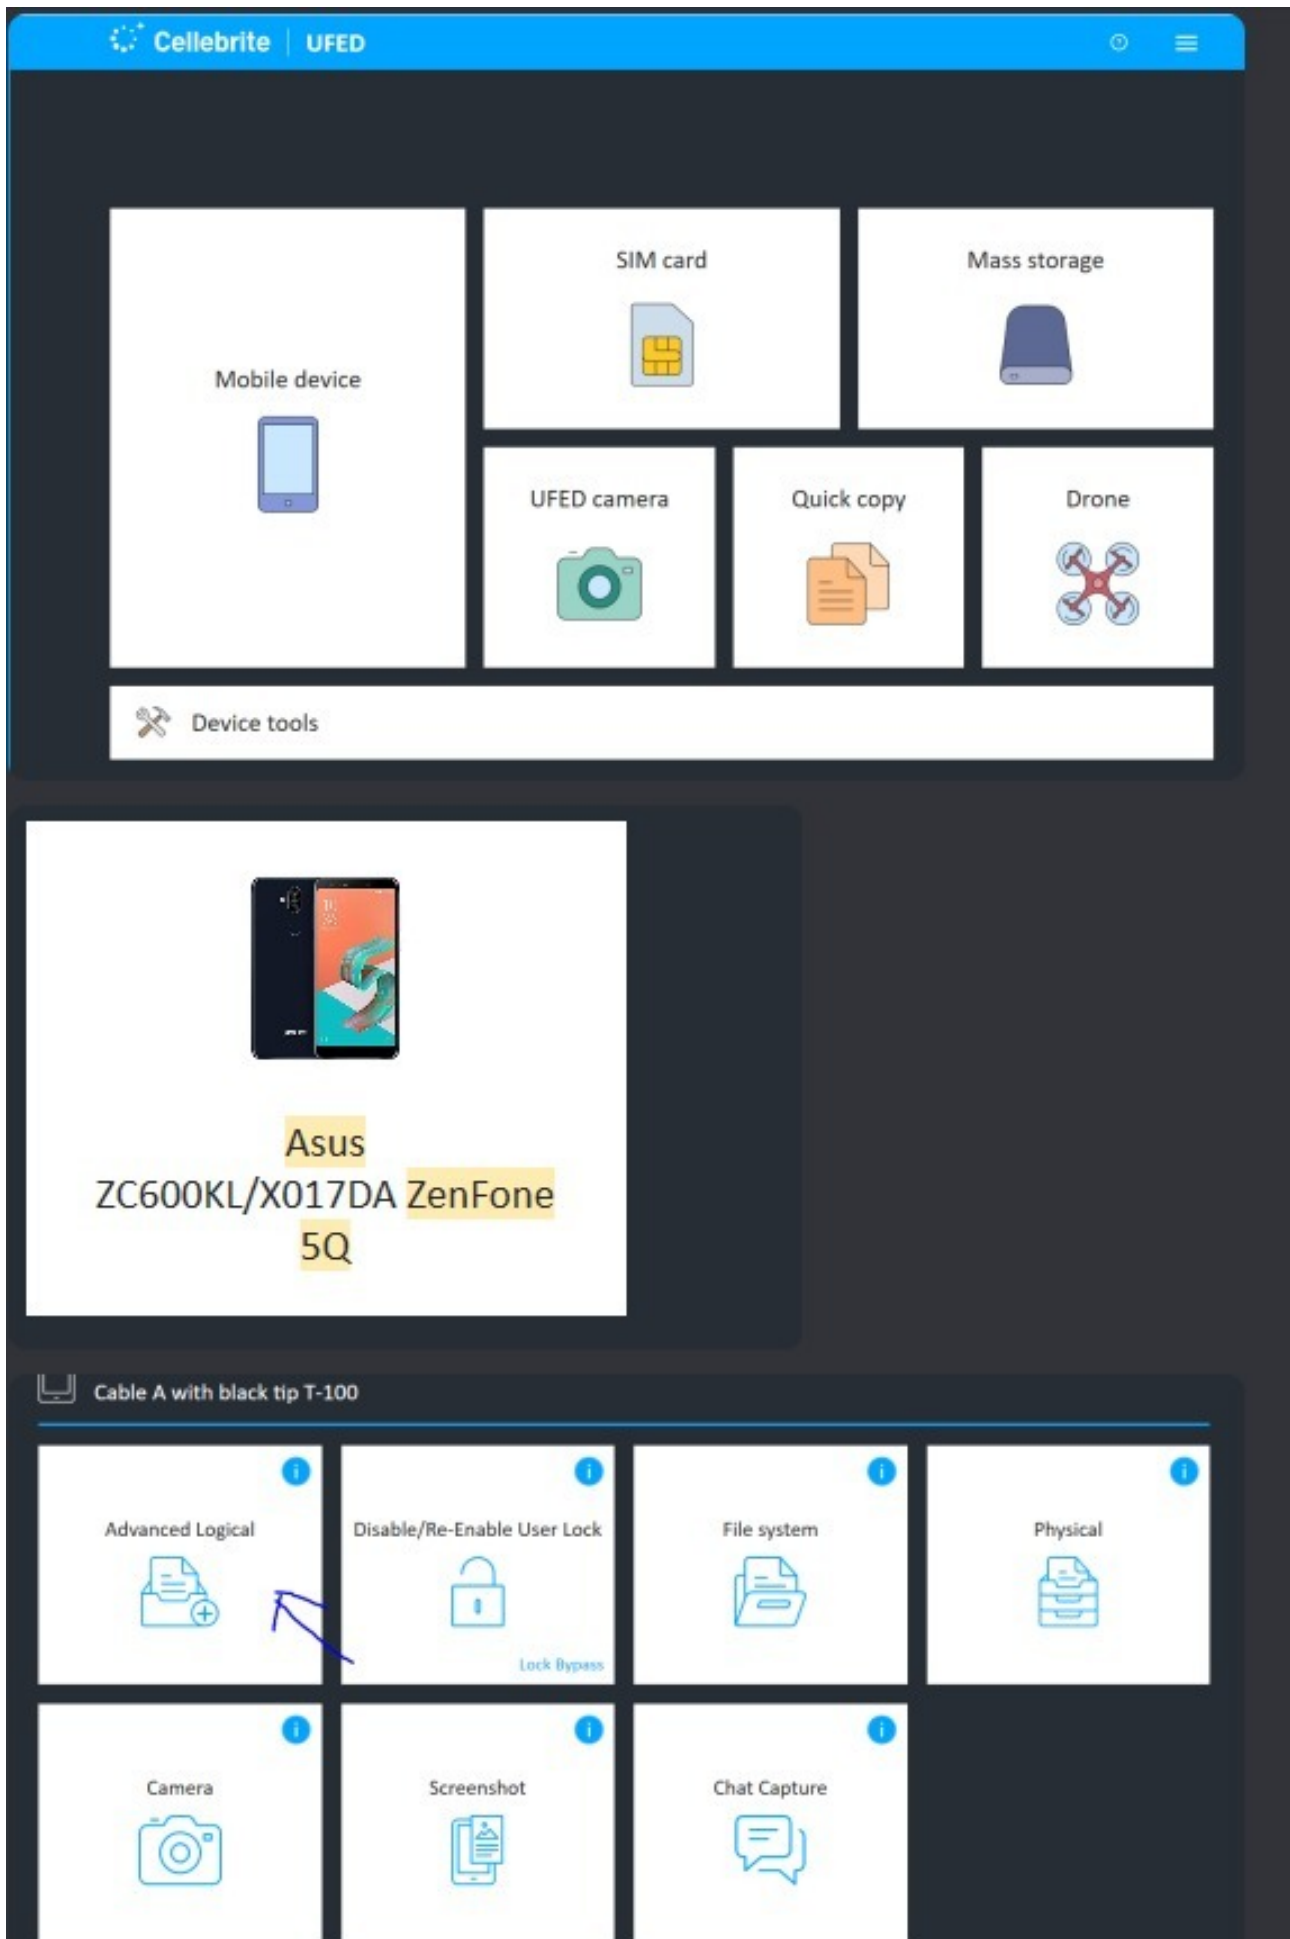 Cellebrite | UFED
SIM card
Mass storage
Mobile device
UFED camera
Quick copy
Drone
Device tools
Asus
ZC600KL/X017DA ZenFone
5Q
Cable A with black tip T-100
Advanced Logical
Disable/Re-Enable User Lock
Lock Bypass
File system
Physical
Camera
Screenshot
Chat Capture